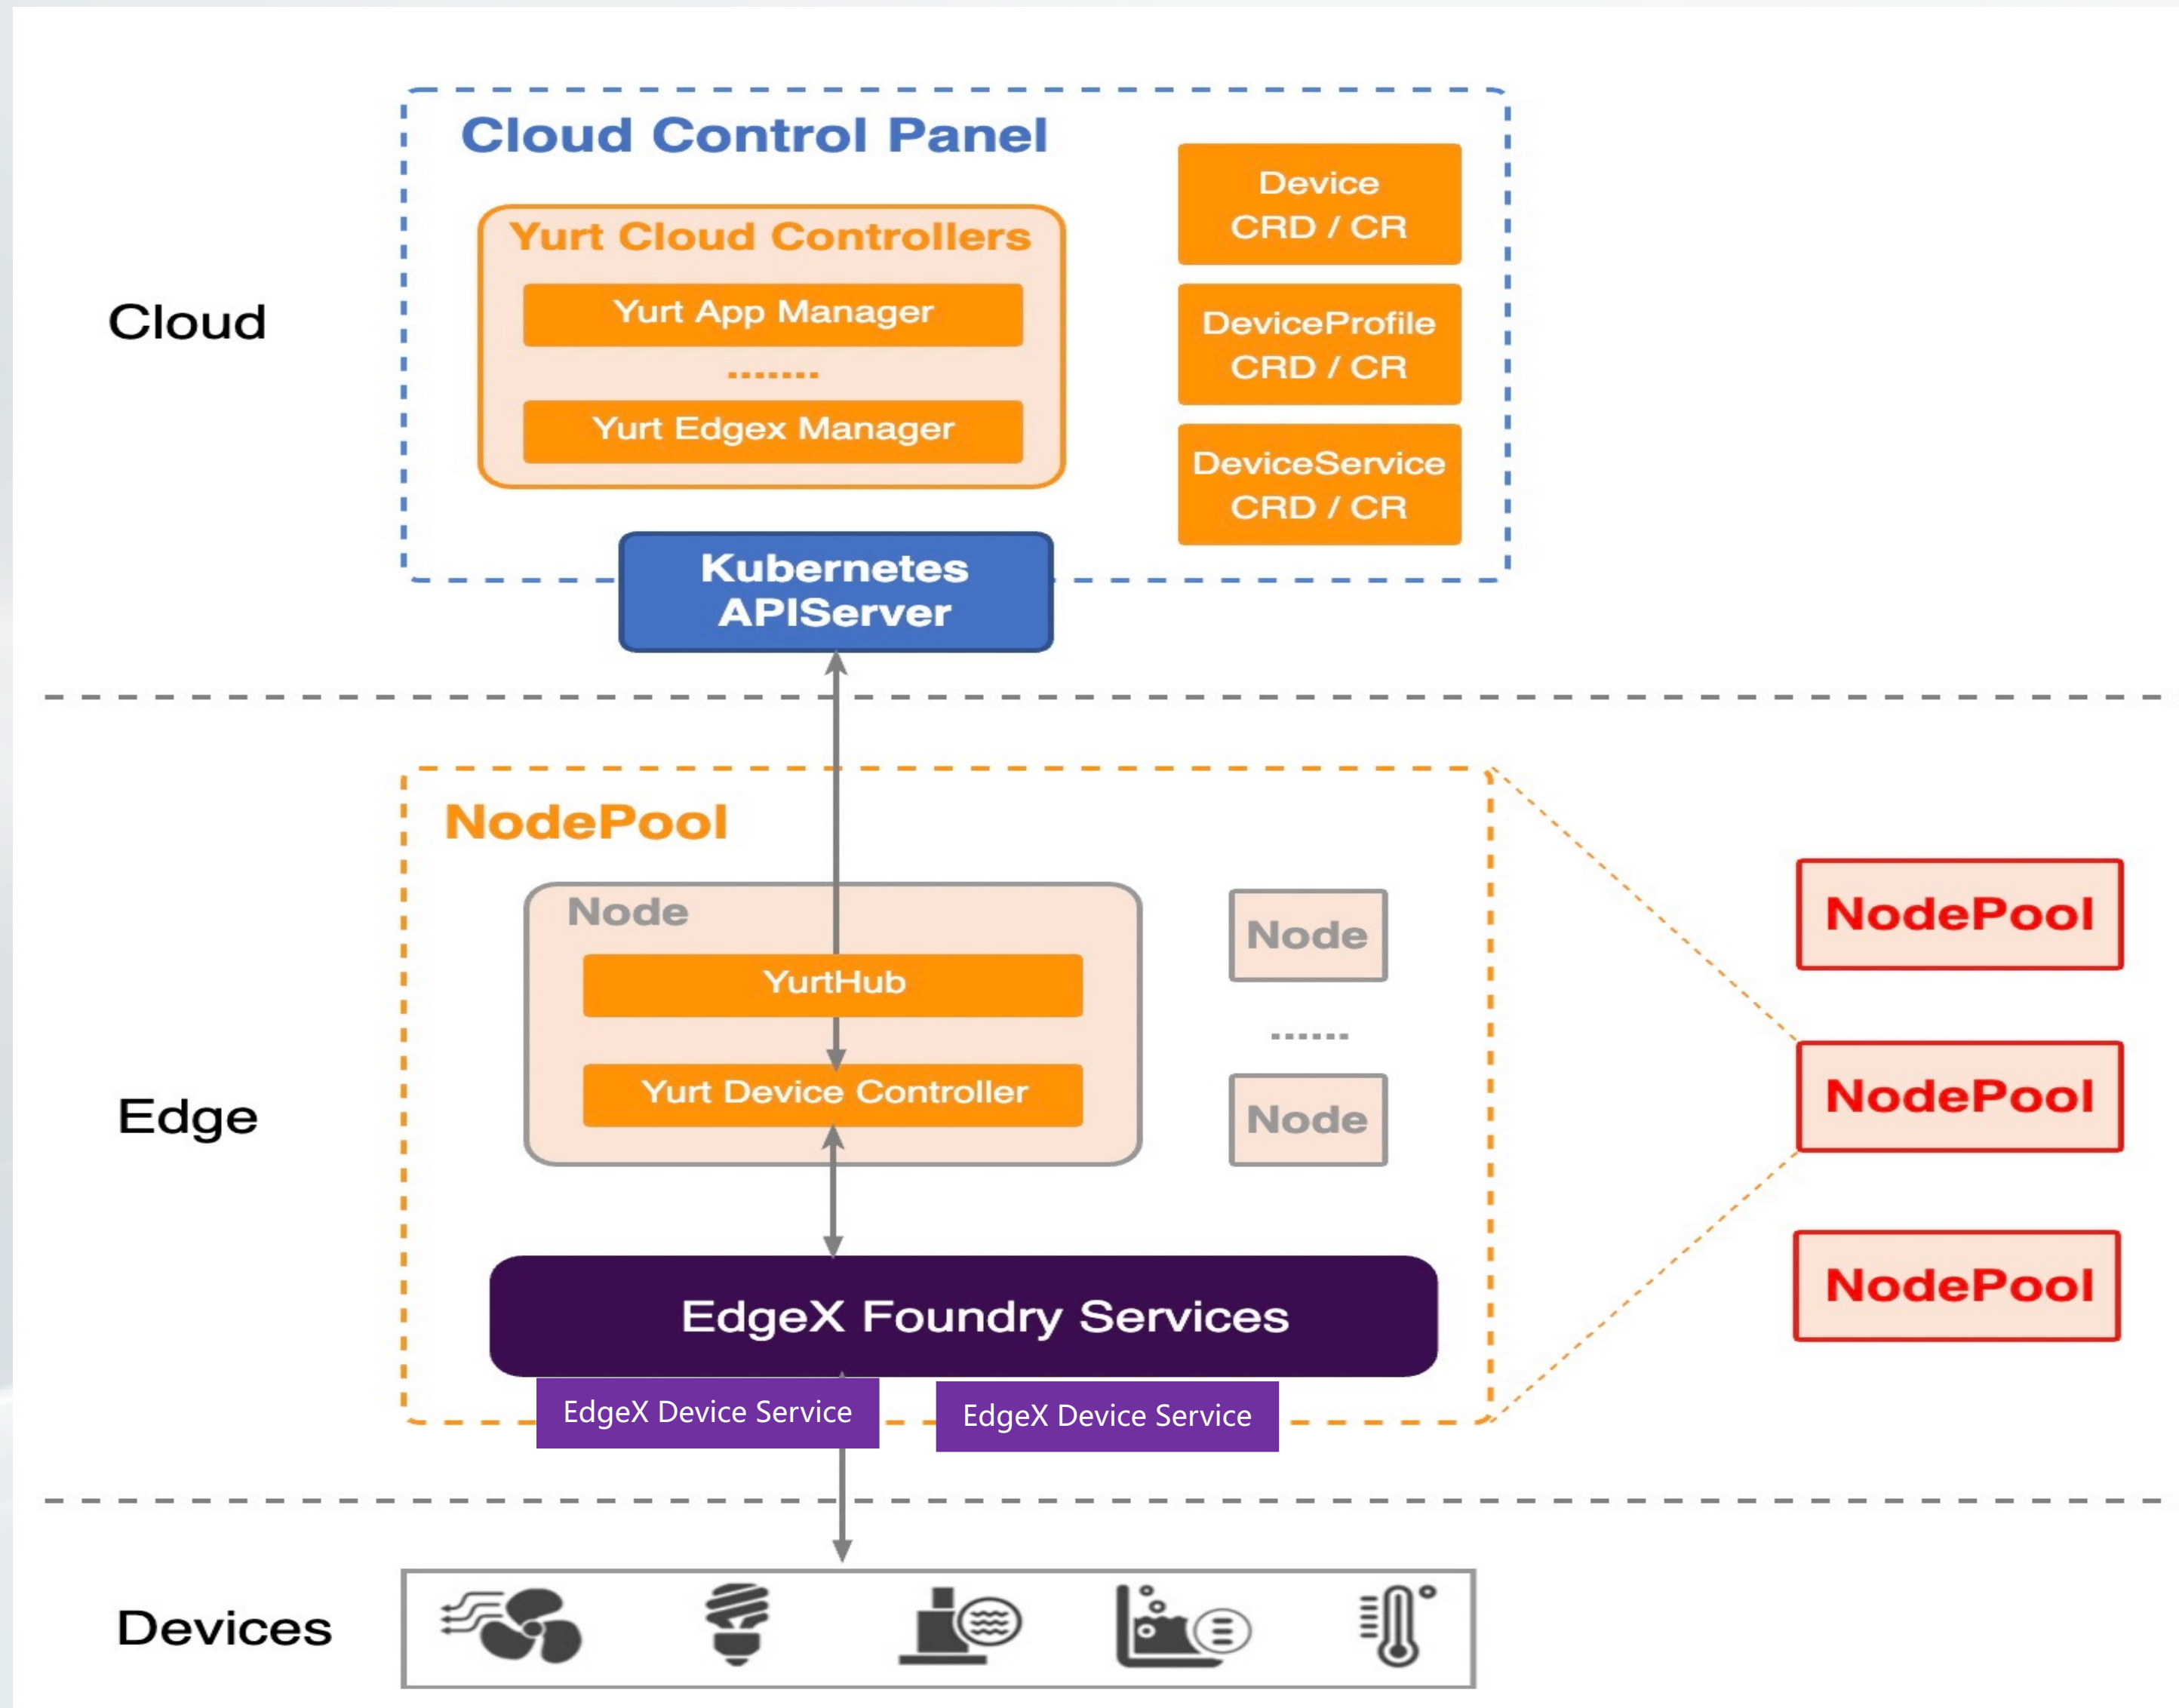 Cloud Control Panel
Device
CRD / CR
Yurt Cloud Controllers
Yurt App Manager
.......
DeviceProfile
CRD / CR
Cloud
Yurt Edgex Manager
DeviceService
CRD / CR
Kubernetes
APIServer
NodePool
Node
Node
YurtHub
......
Yurt Device Controller
Node
Edge
NodePool
NodePool
NodePool
EdgeX Foundry Services
EdgeX Device Service
EdgeX Device Service
Devices